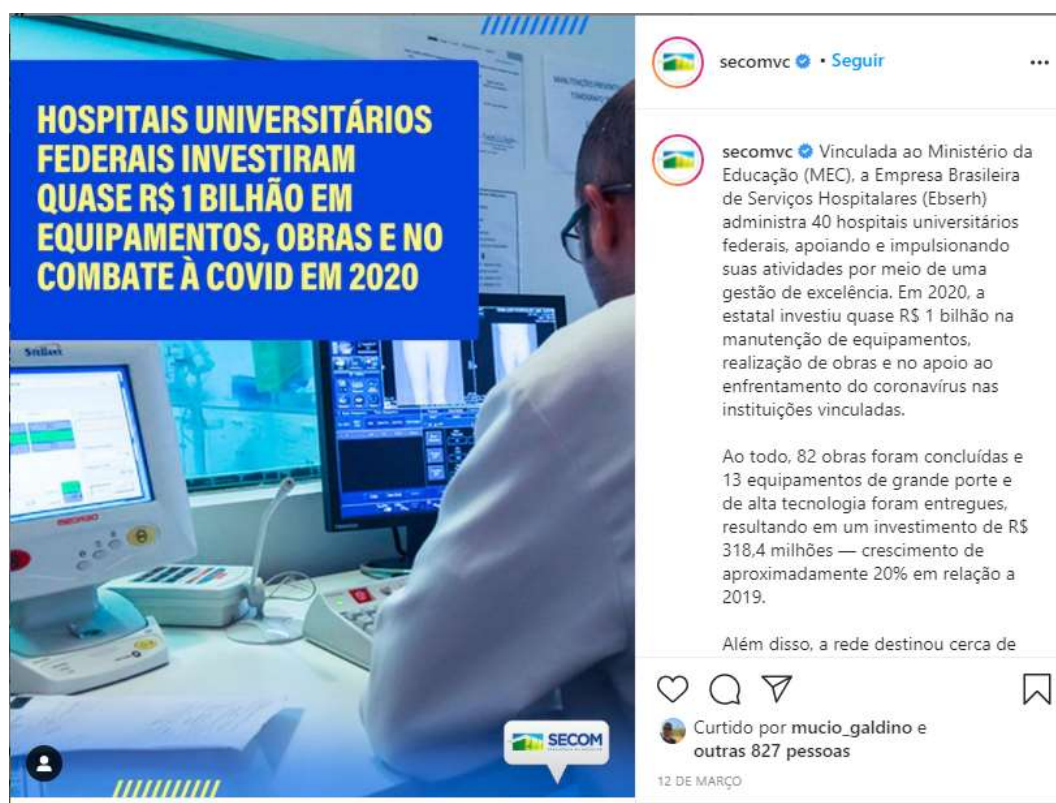 HOSPITAIS UNIVERSITÁRIOS
FEDERAIS INVESTIRAM
QUASE R$ 1 BILHÃO EM
EQUIPAMENTOS, OBRAS E NO
COMBATE À COVID EM 2020
SECOM
secomvc • Seguir
secomvc Vinculada ao Ministério da
Educação (MEC), a Empresa Brasileira
de Serviços Hospitalares (Ebserh)
administra 40 hospitais universitários
federais, apoiando e impulsionando
suas atividades por meio de uma
gestão de excelência. Em 2020, a
estatal investiu quase R$ 1 bilhão na
manutenção de equipamentos,
realização de obras e no apoio ao
enfrentamento do coronavírus nas
instituições vinculadas.
Ao todo, 82 obras foram concluídas e
13 equipamentos de grande porte e
de alta tecnologia foram entregues,
resultando em um investimento de R$
318,4 milhões — crescimento de
aproximadamente 20% em relação a
2019.
Além disso, a rede destinou cerca de
Curtido por mucio_galdino e
outras 827 pessoas
12 DE MARÇO